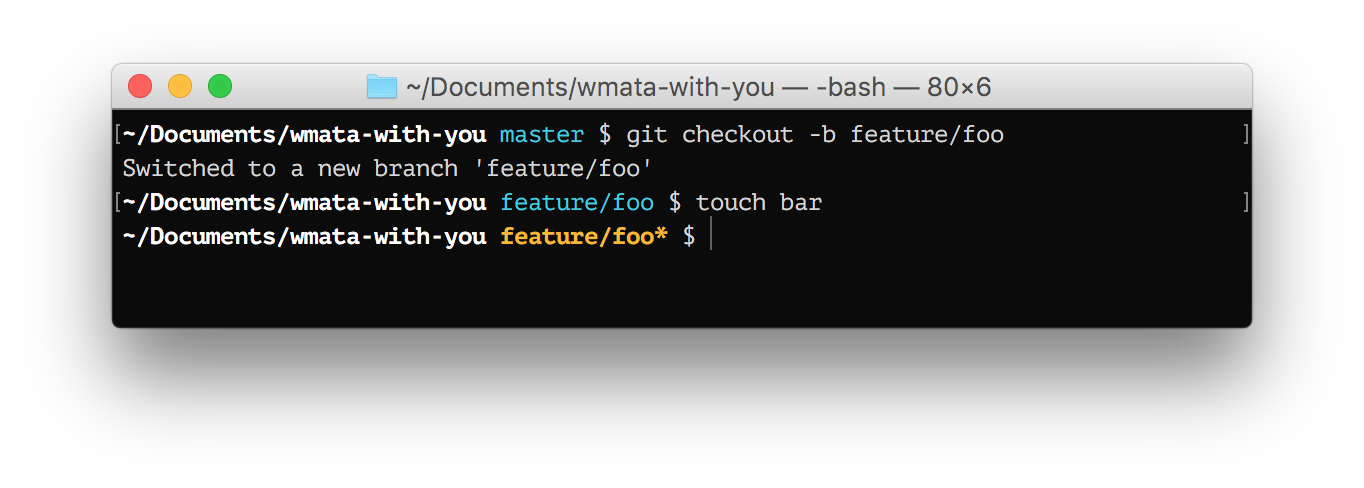 ~/Documents/wmata-with-you — -bash — 80×6
[~/Documents/wmata-with-you master $ git checkout -b feature/foo ]
Switched to a new branch 'feature/foo'
[~/Documents/wmata-with-you feature/foo $ touch bar ]
~/Documents/wmata-with-you feature/foo* $